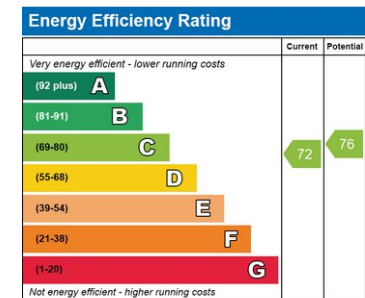 Energy Efficiency Rating
Current Potential
Very energy efficient - lower running costs
(92 plus) A
(81-91) B
(69-80) C
72 76
(55-68) D
(39-54) E
(21-38) F
(1-20) G
Not energy efficient - higher running costs